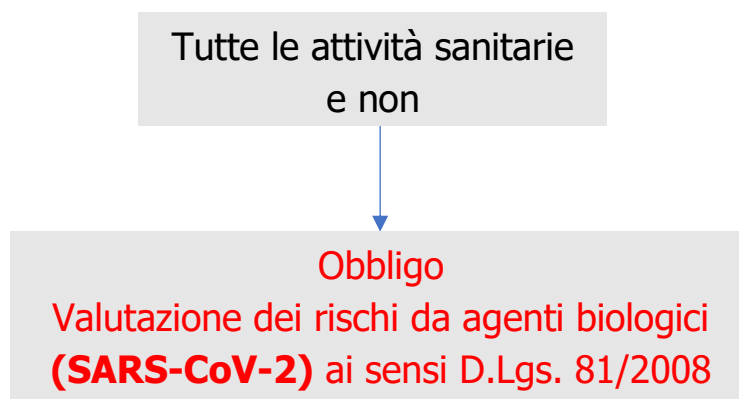 Tutte le attività sanitarie
e non
Obbligo
Valutazione dei rischi da agenti biologici
(SARS-CoV-2) ai sensi D.Lgs. 81/2008